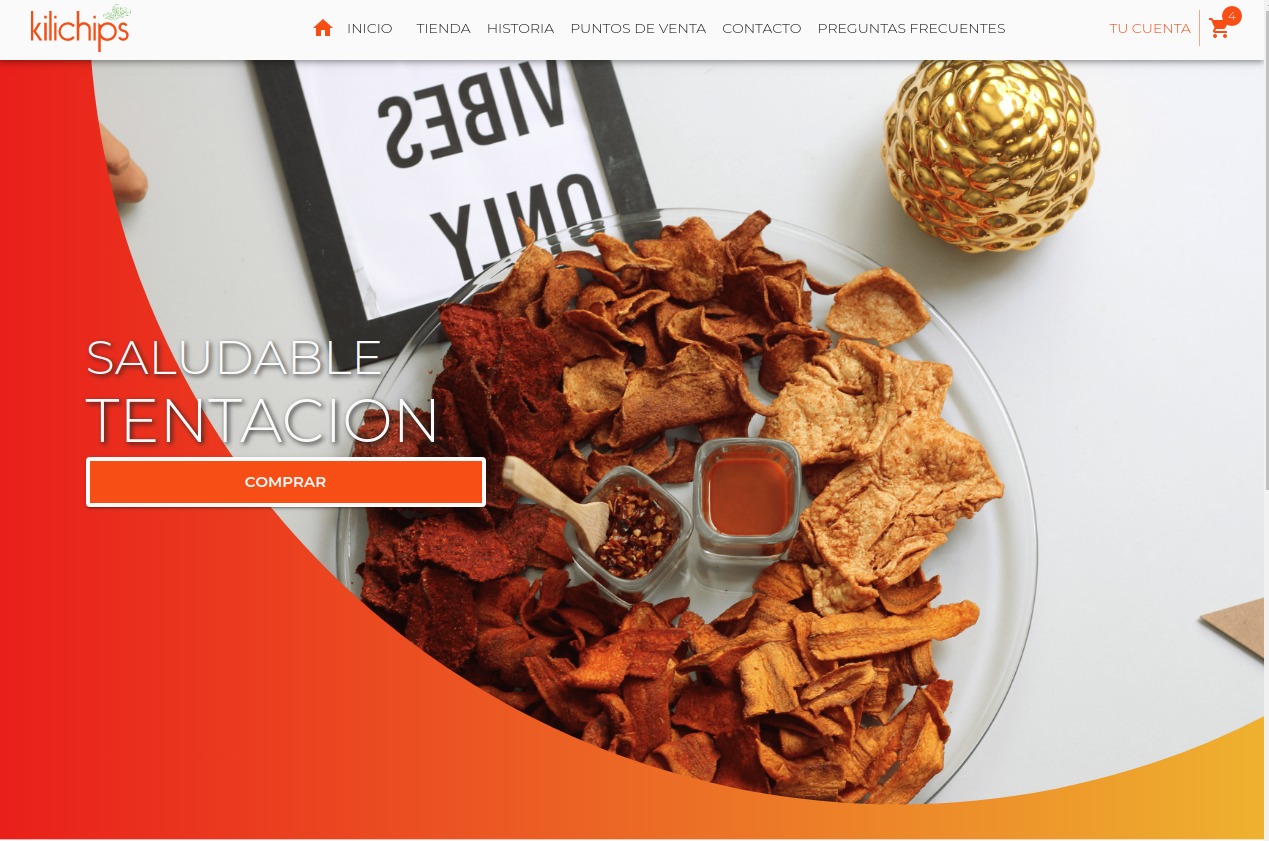 kilichips
INICIO TIENDA HISTORIA PUNTOS DE VENTA CONTACTO PREGUNTAS FRECUENTES TU CUENTA 4
VIBES
ONLY
SALUDABLE
TENTACION
COMPRAR